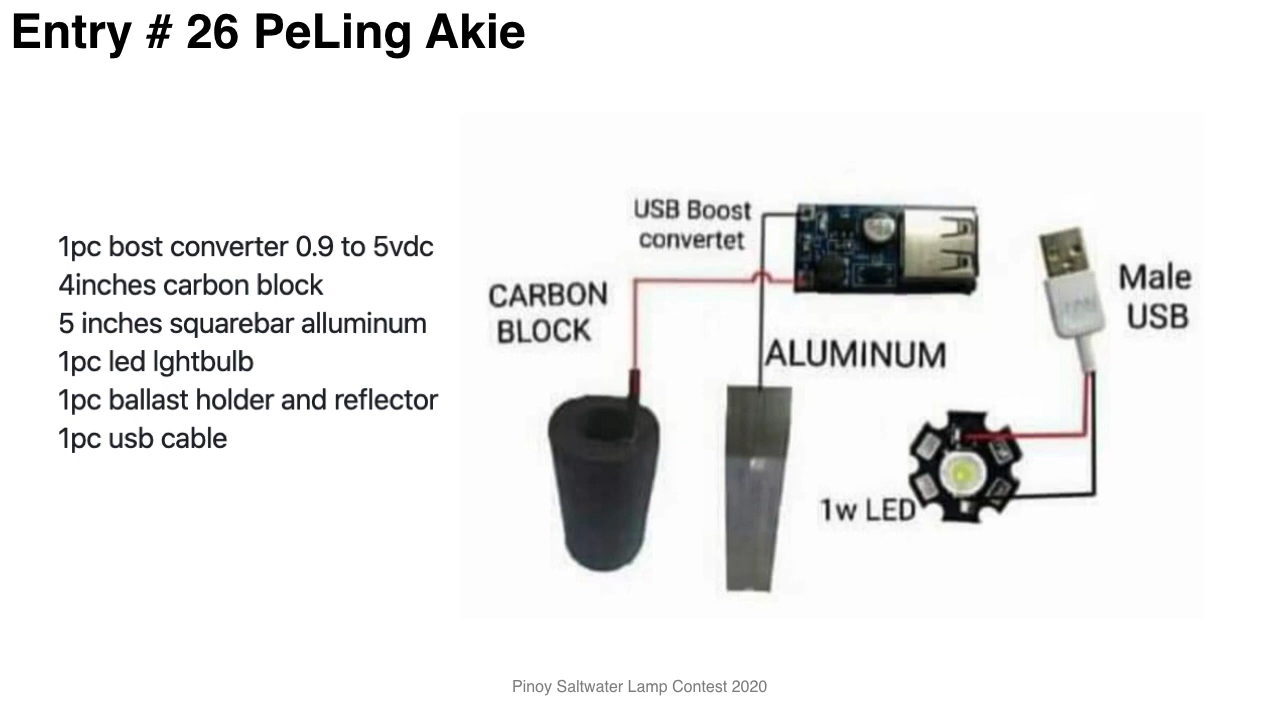 Entry # 26 PeLing Akie
1pc bost converter 0.9 to 5vdc
4inches carbon block
5 inches squarebar alluminum
1pc led lghtbulb
1pc ballast holder and reflector
1pc usb cable
USB Boost
convertet
CARBON
BLOCK
ALUMINUM
Male
USB
1w LED
Pinoy Saltwater Lamp Contest 2020